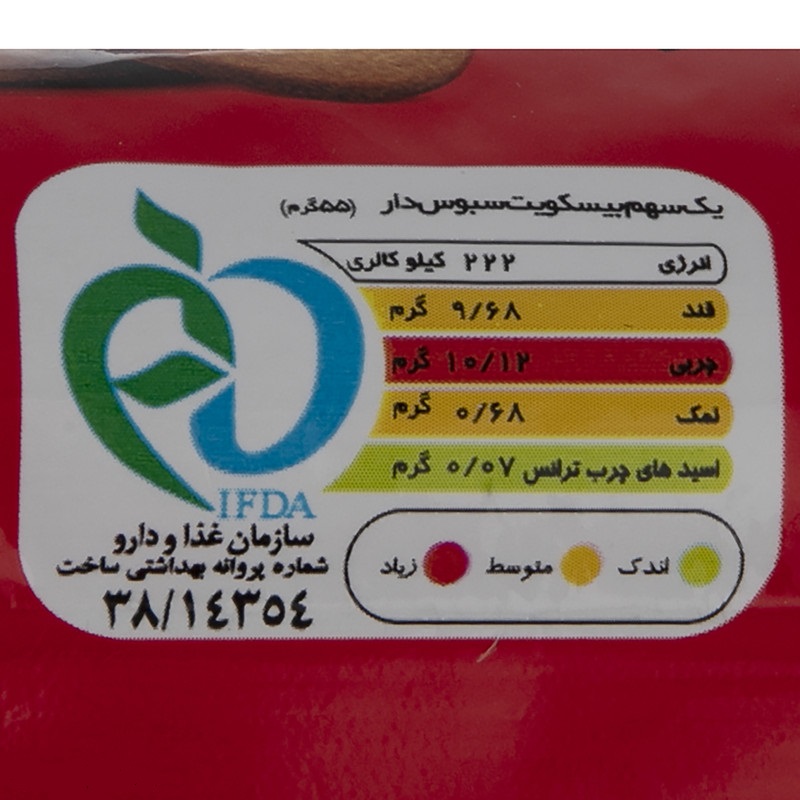 یک سهم بیسکویت سبوس دار (۵۵گرم)
انرژی ۲۲۲ کیلو کالری
قند ۹/۶۸ گرم
چربی ۱۰/۱۲ گرم
نمک ۰/۶۸ گرم
اسید های چرب ترانس ۰/۰۷ گرم
اندک متوسط زیاد
IFDA
سازمان غذا و دارو
شماره پروانه بهداشتی ساخت
۳۸/۱٤۳۵٤